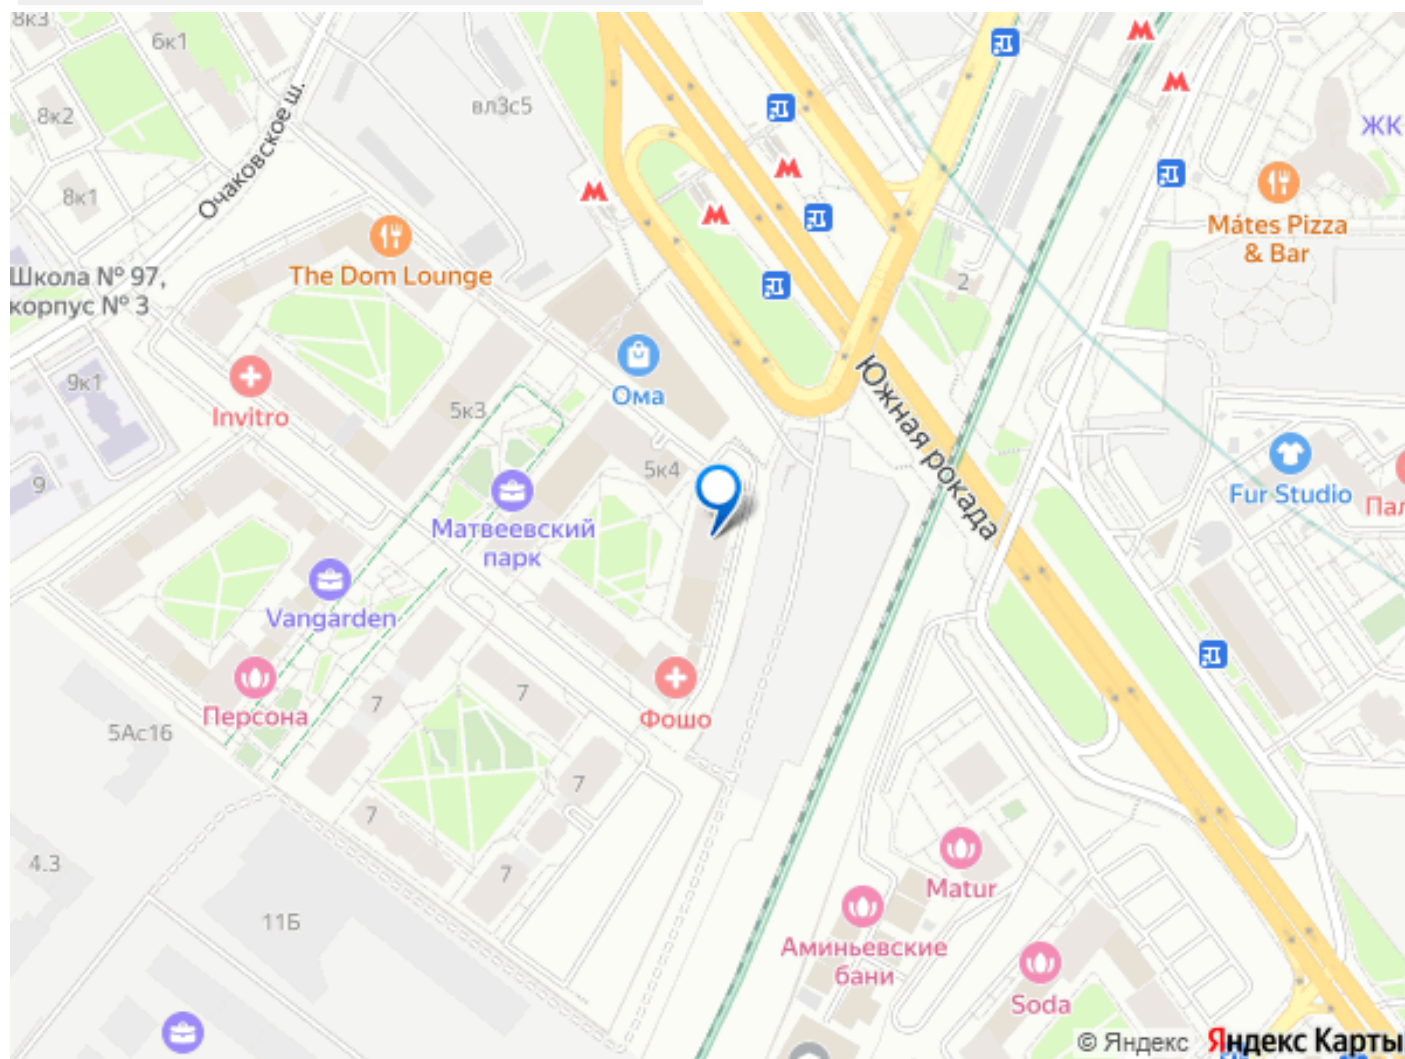 8к3
6к1
8к2
вл3с5
ЖК
Очаковское ш.
8к1
Mátes Pizza
& Bar
The Dom Lounge
Школа № 97,
корпус № 3
2
9к1
Invitro
Ома
5к3
Южная рокада
5к4
9
Fur Studio
Пал
Матвеевский
парк
Vangarden
Персона
7
7
Фошо
5Ас16
7
7
4.3
7
Matur
11Б
Аминьевские
бани
Soda
© Яндекс Яндекс Карты